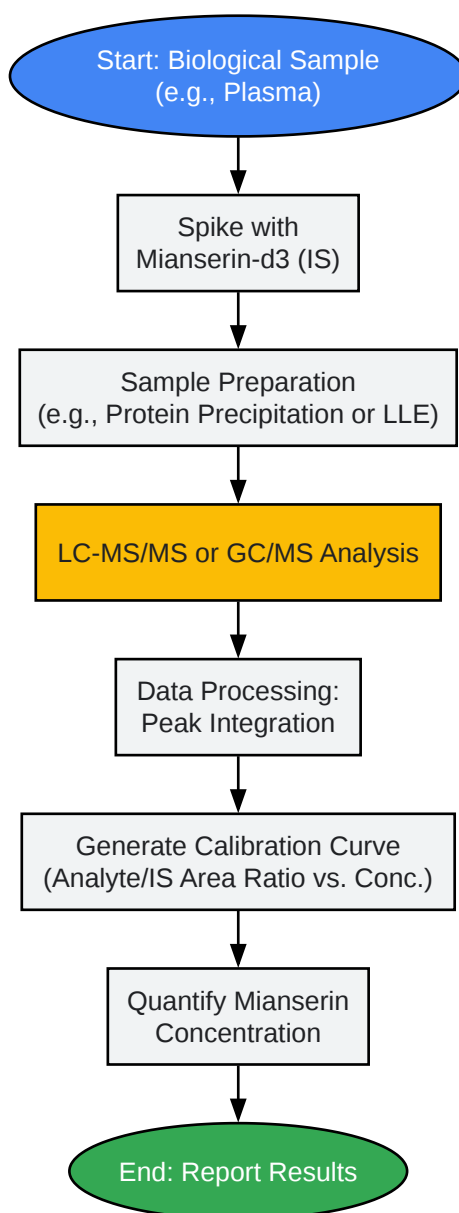 Start: Biological Sample
(e.g., Plasma)
Spike with
Mianserin-d3 (IS)
Sample Preparation
(e.g., Protein Precipitation or LLE)
LC-MS/MS or GC/MS Analysis
Data Processing:
Peak Integration
Generate Calibration Curve
(Analyte/IS Area Ratio vs. Conc.)
Quantify Mianserin
Concentration
End: Report Results